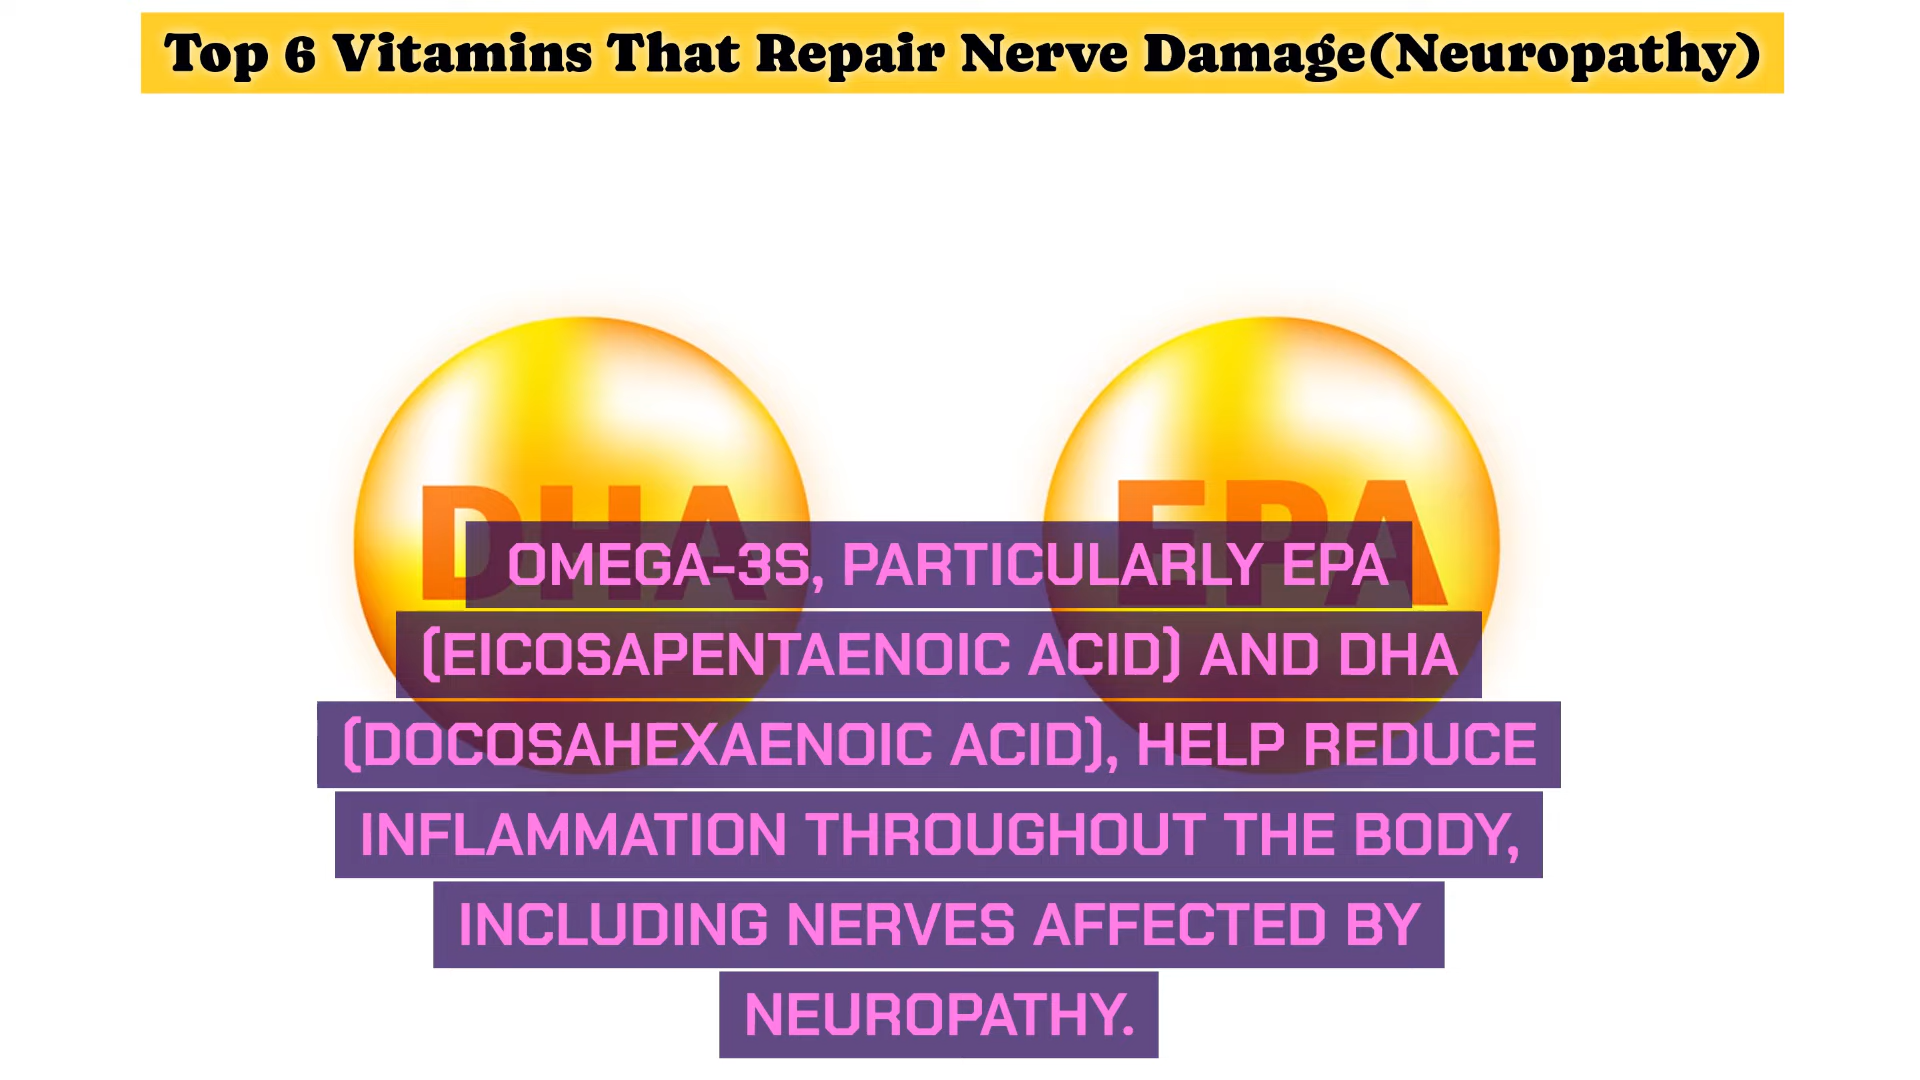 Top 6 Vitamins That Repair Nerve Damage(Neuropathy)
DHA
EPA
OMEGA-3S, PARTICULARLY EPA
(EICOSAPENTAENOIC ACID) AND DHA
(DOCOSAHEXAENOIC ACID), HELP REDUCE
INFLAMMATION THROUGHOUT THE BODY,
INCLUDING NERVES AFFECTED BY
NEUROPATHY.